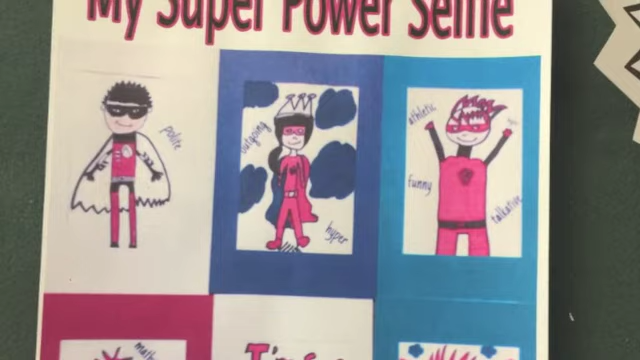 My Super Power Selfie
polite
outgoing
hyper
athletic
funny
talkative